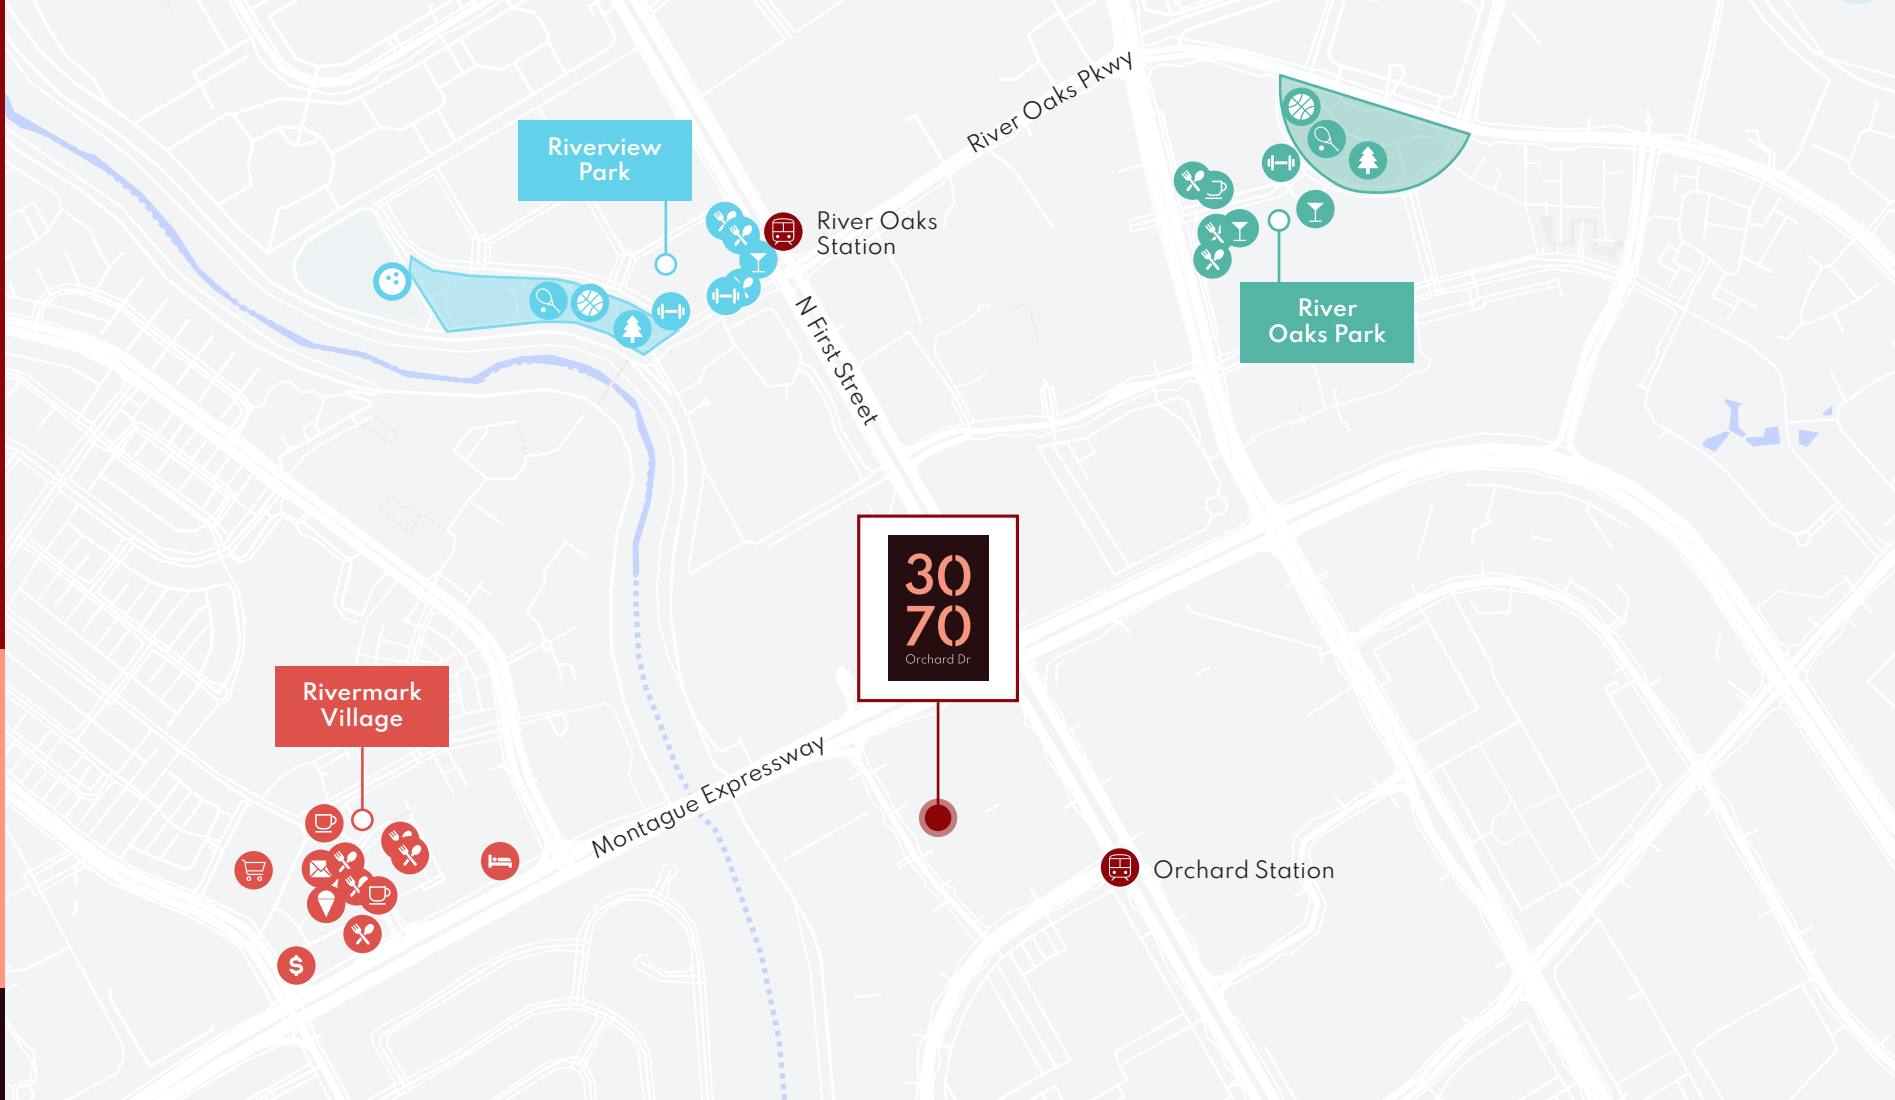 River Oaks Pkwy
Riverview
Park
River Oaks
Station
N First Street
River
Oaks Park
30
70
Orchard Dr
Rivermark
Village
Montague Expressway
Orchard Station
$